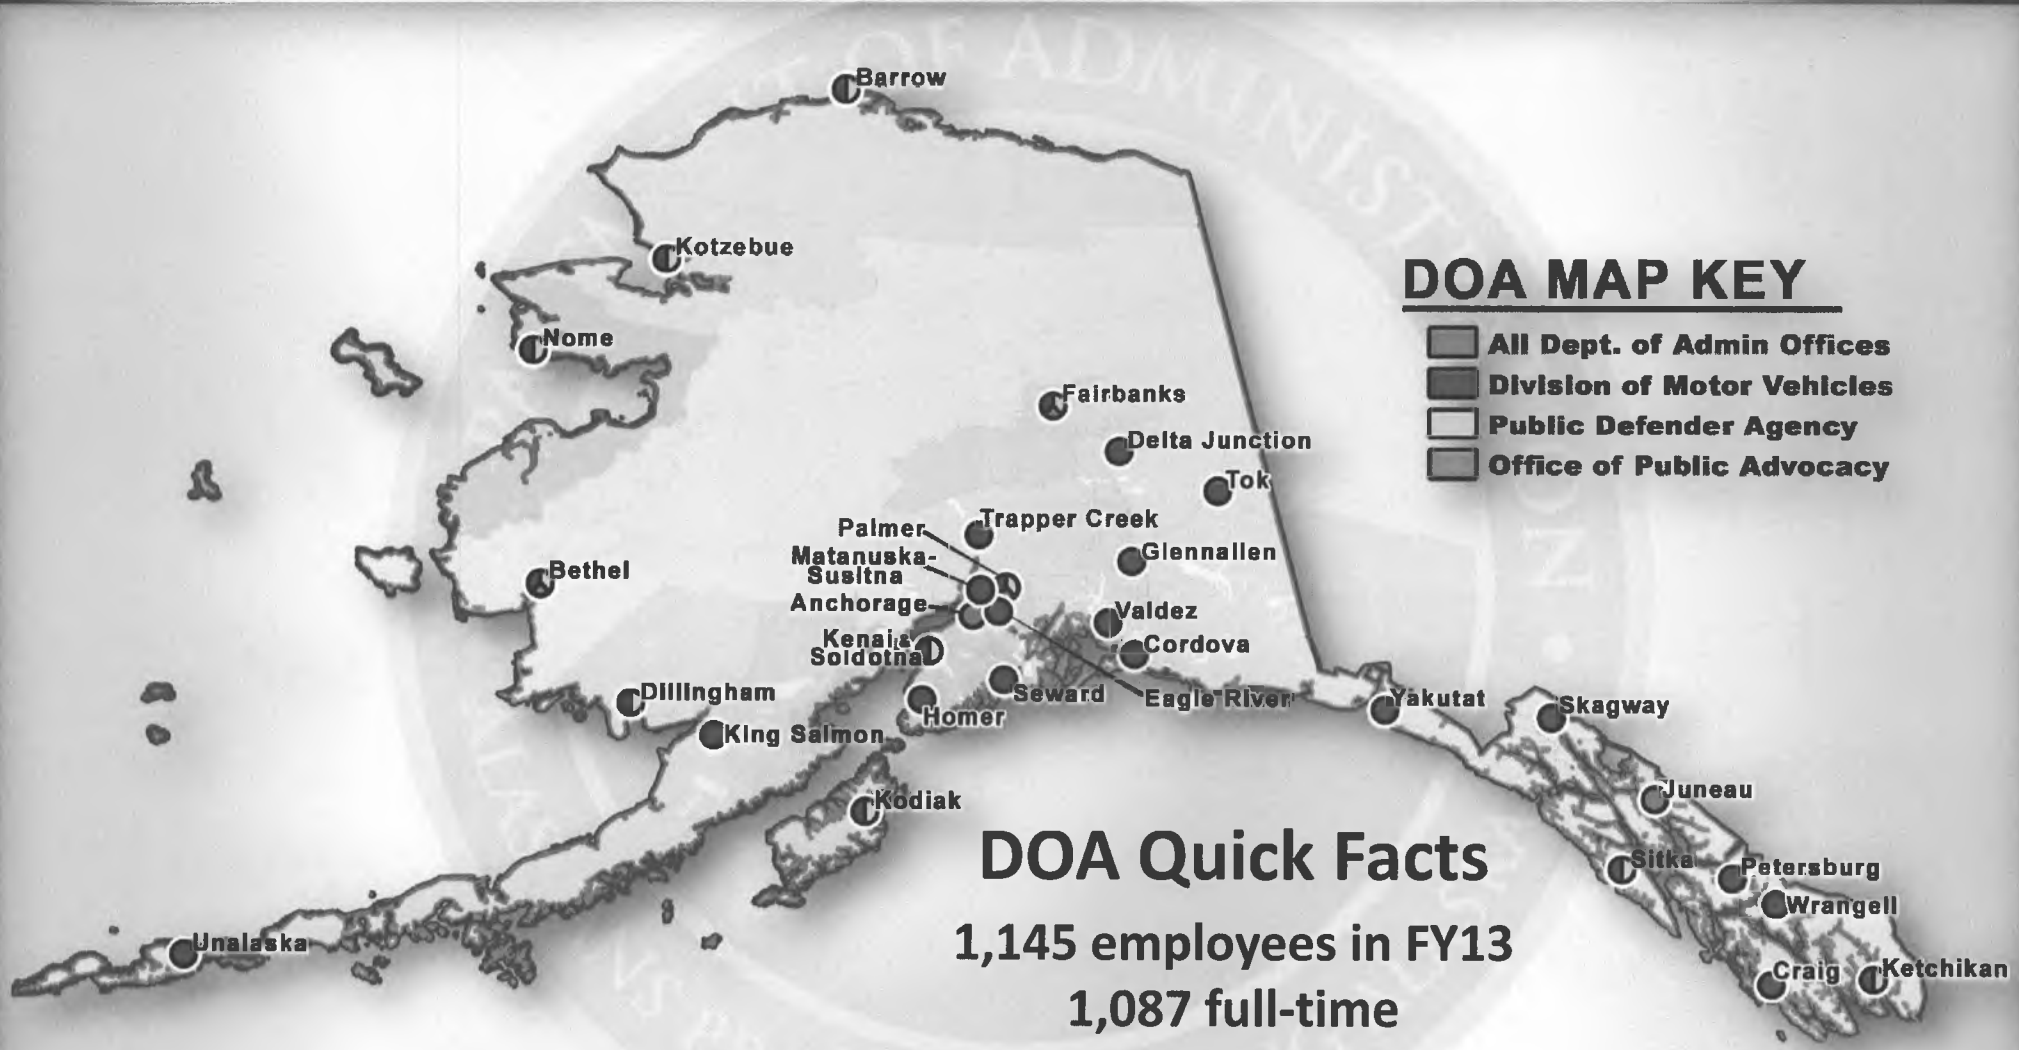 OF ADMINIST
ION
Barrow
Kotzebue
Nome
DOA MAP KEY
All Dept. of Admin Offices
Division of Motor Vehicles
Public Defender Agency
Office of Public Advocacy
Fairbanks
Delta Junction
Tok
Trapper Creek
Palmer
Matanuska-
Susitna
Glennallen
Bethel
Anchorage
Valdez
Kenai &
Soldotna
Cordova
Dillingham
Seward
Eagle River
Yakutat
Skagway
Homer
King Salmon
Juneau
Kodiak
DOA Quick Facts
Sitka
Petersburg
Wrangell
1,145 employees in FY13
Unalaska
Craig
Ketchikan
1,087 full-time